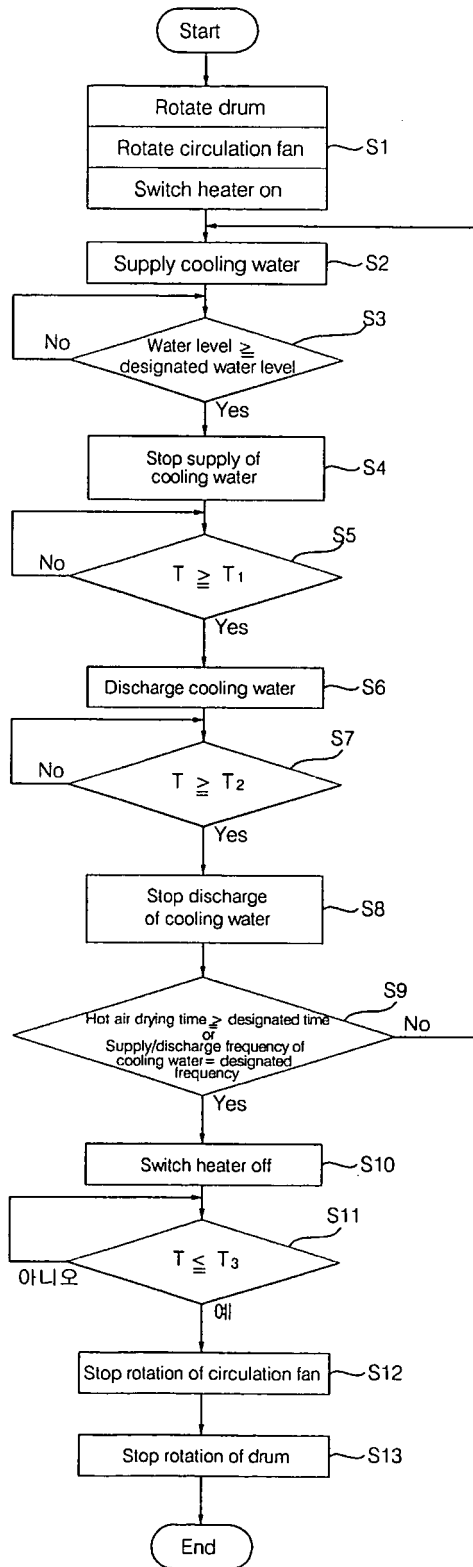 Start
Rotate drum
Rotate circulation fan
S1
Switch heater on
Supply cooling water
S2
S3
No
Water level ≧
designated water level
Yes
Stop supply of
cooling water
S4
S5
No
T ≧ T1
Yes
Discharge cooling water
S6
S7
No
T ≧ T2
Yes
Stop discharge
of cooling water
S8
S9
Hot air drying time ≧ designated time
or
Supply/discharge frequency of
cooling water = designated
frequency
No
Yes
Switch heater off
S10
S11
T ≦ T3
아니오
예
Stop rotation of circulation fan
S12
Stop rotation of drum
S13
End